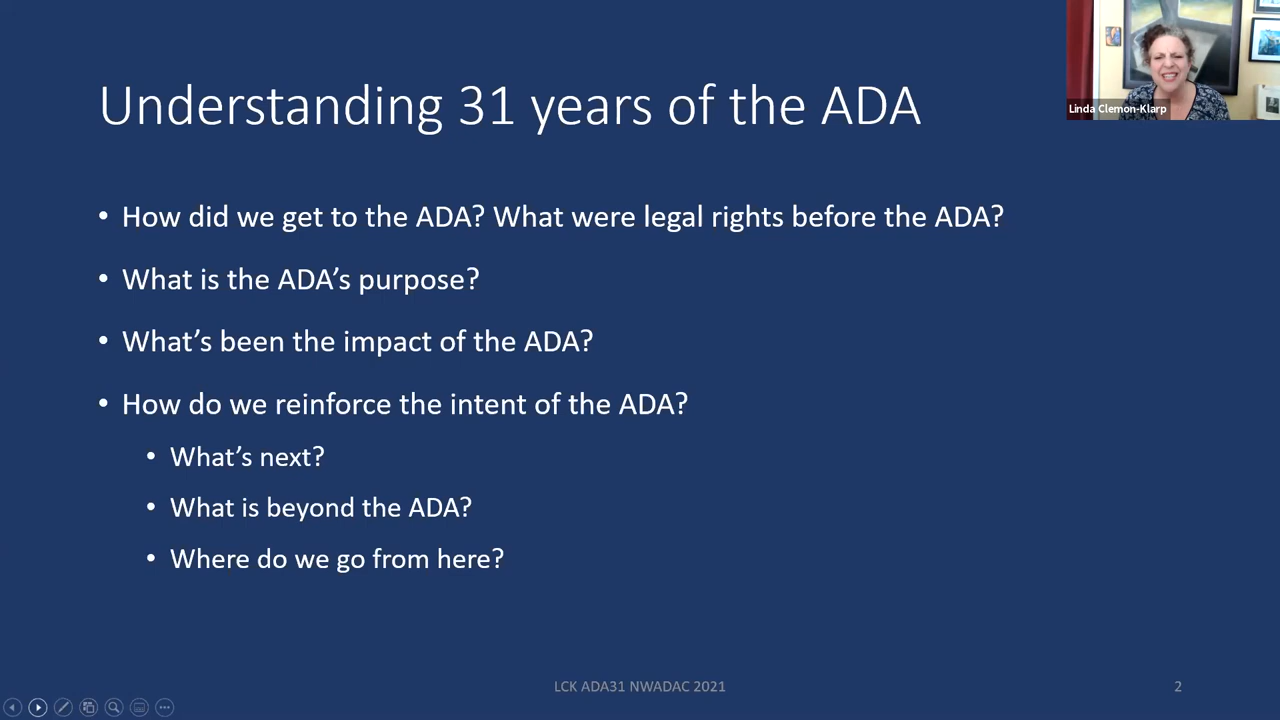 Understanding 31 years of the ADA
Linda Clemon-Klarp
• How did we get to the ADA? What were legal rights before the ADA?
• What is the ADA’s purpose?
• What’s been the impact of the ADA?
• How do we reinforce the intent of the ADA?
• What’s next?
• What is beyond the ADA?
• Where do we go from here?
LCK ADA31 NWADAC 2021
2